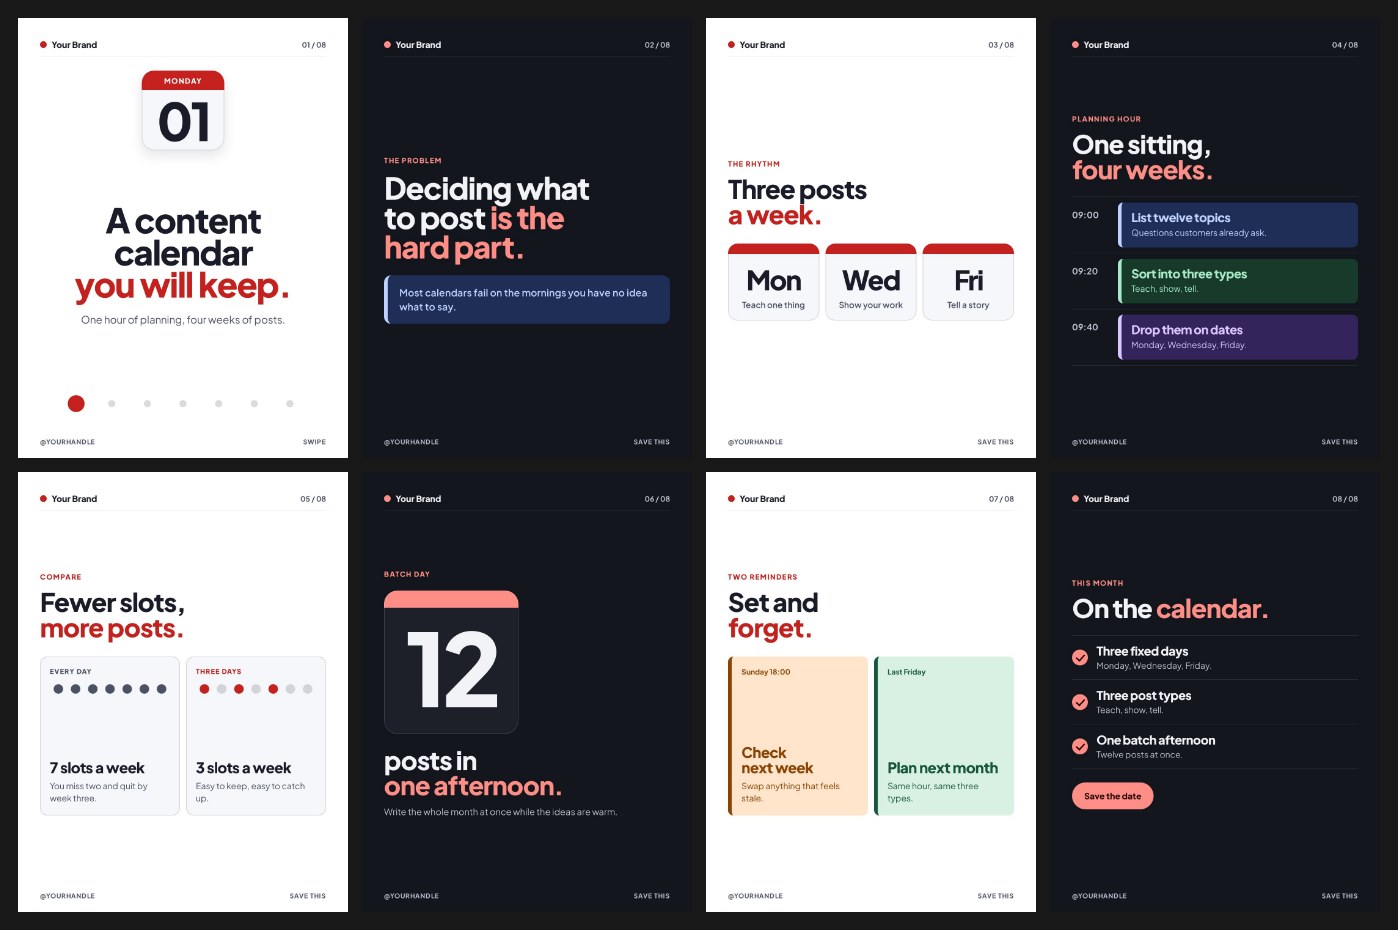 Your Brand
01 / 08
MONDAY
01
A content
calendar
you will keep.
One hour of planning, four weeks of posts.
@YOURHANDLE
SWIPE
Your Brand
02 / 08
THE PROBLEM
Deciding what
to post is the
hard part.
Most calendars fail on the mornings you have no idea
what to say.
@YOURHANDLE
SAVE THIS
Your Brand
03 / 08
THE RHYTHM
Three posts
a week.
Mon
Teach one thing
Wed
Show your work
Fri
Tell a story
@YOURHANDLE
SAVE THIS
Your Brand
04 / 08
PLANNING HOUR
One sitting,
four weeks.
09:00
List twelve topics
Questions customers already ask.
09:20
Sort into three types
Teach, show, tell.
09:40
Drop them on dates
Monday, Wednesday, Friday.
@YOURHANDLE
SAVE THIS
Your Brand
05 / 08
COMPARE
Fewer slots,
more posts.
EVERY DAY
7 slots a week
You miss two and quit by
week three.
THREE DAYS
3 slots a week
Easy to keep, easy to catch
up.
@YOURHANDLE
SAVE THIS
Your Brand
06 / 08
BATCH DAY
12
posts in
one afternoon.
Write the whole month at once while the ideas are warm.
@YOURHANDLE
SAVE THIS
Your Brand
07 / 08
TWO REMINDERS
Set and
forget.
Sunday 18:00
Check
next week
Swap anything that feels
stale.
Last Friday
Plan next month
Same hour, same three
types.
@YOURHANDLE
SAVE THIS
Your Brand
08 / 08
THIS MONTH
On the calendar.
Three fixed days
Monday, Wednesday, Friday.
Three post types
Teach, show, tell.
One batch afternoon
Twelve posts at once.
Save the date
@YOURHANDLE
SAVE THIS